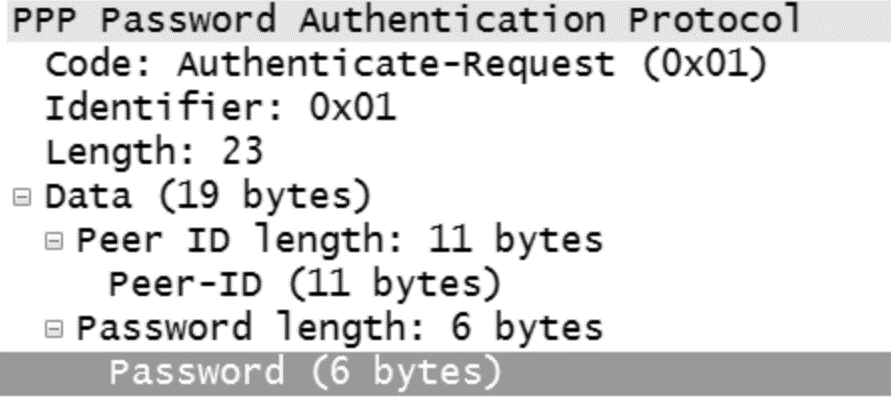 PPP Password Authentication Protocol
Code: Authenticate-Request (0x01)
Identifier: 0x01
Length: 23
Data (19 bytes)
Peer ID length: 11 bytes
Peer-ID (11 bytes)
Password length: 6 bytes
Password (6 bytes)